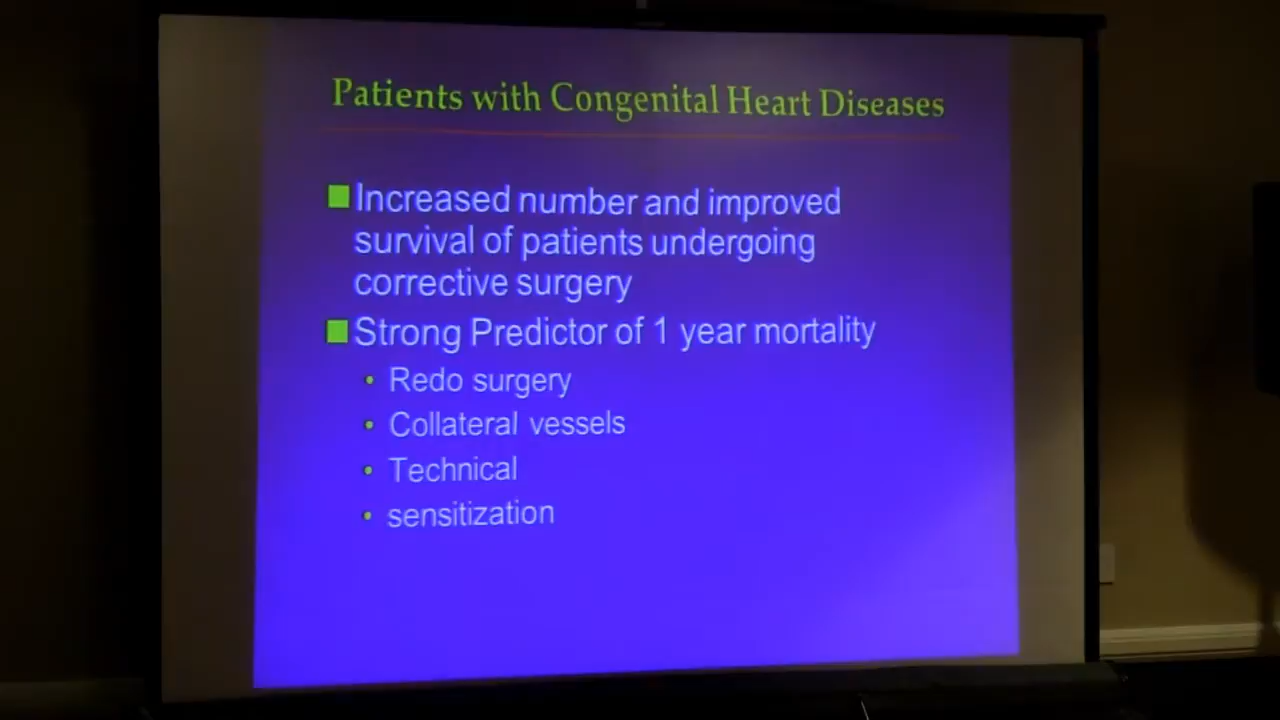 Patients with Congenital Heart Diseases
Increased number and improved
survival of patients undergoing
corrective surgery
Strong Predictor of 1 year mortality
Redo surgery
Collateral vessels
Technical
sensitization